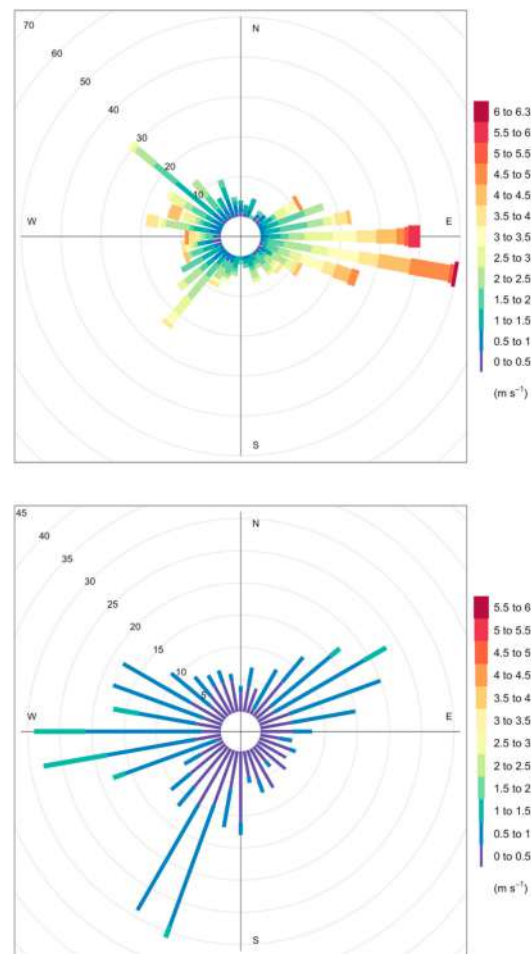 70
60
50
40
30
20
10
N
W
E
S
6 to 6.3
5.5 to 6
5 to 5.5
4.5 to 5
4 to 4.5
3.5 to 4
3 to 3.5
2.5 to 3
2 to 2.5
1.5 to 2
1 to 1.5
0.5 to 1
0 to 0.5
(m s⁻¹)
45
40
35
30
25
20
15
10
5
N
W
E
S
5.5 to 6
5 to 5.5
4.5 to 5
4 to 4.5
3.5 to 4
3 to 3.5
2.5 to 3
2 to 2.5
1.5 to 2
1 to 1.5
0.5 to 1
0 to 0.5
(m s⁻¹)